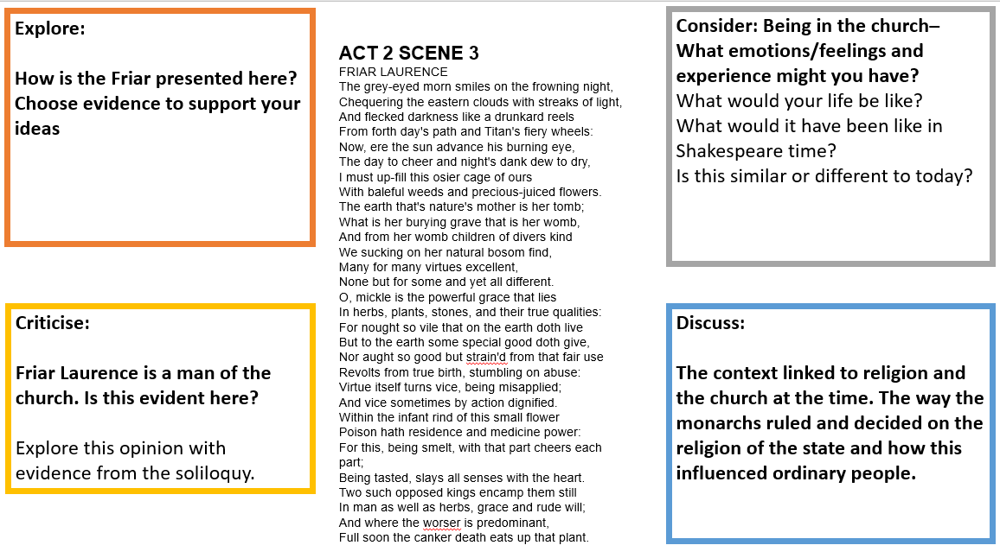 Explore:
How is the Friar presented here?
Choose evidence to support your
ideas
ACT 2 SCENE 3
FRIAR LAURENCE
The grey-eyed morn smiles on the frowning night,
Chequering the eastern clouds with streaks of light,
And flecked darkness like a drunkard reels
From forth day's path and Titan's fiery wheels:
Now, ere the sun advance his burning eye,
The day to cheer and night's dank dew to dry,
I must up-fill this osier cage of ours
With baleful weeds and precious-juiced flowers.
The earth that's nature's mother is her tomb;
What is her burying grave that is her womb,
And from her womb children of divers kind
We sucking on her natural bosom find,
Many for many virtues excellent,
None but for some and yet all different.
O, mickle is the powerful grace that lies
In herbs, plants, stones, and their true qualities:
For nought so vile that on the earth doth live
But to the earth some special good doth give,
Nor aught so good but strain'd from that fair use
Revolts from true birth, stumbling on abuse:
Virtue itself turns vice, being misapplied;
And vice sometimes by action dignified.
Within the infant rind of this small flower
Poison hath residence and medicine power:
For this, being smelt, with that part cheers each
part;
Being tasted, slays all senses with the heart.
Two such opposed kings encamp them still
In man as well as herbs, grace and rude will;
And where the worser is predominant,
Full soon the canker death eats up that plant.
Consider: Being in the church–
What emotions/feelings and
experience might you have?
What would your life be like?
What would it have been like in
Shakespeare time?
Is this similar or different to today?
Criticise:
Friar Laurence is a man of the
church. Is this evident here?
Explore this opinion with
evidence from the soliloquy.
Discuss:
The context linked to religion and
the church at the time. The way the
monarchs ruled and decided on the
religion of the state and how this
influenced ordinary people.